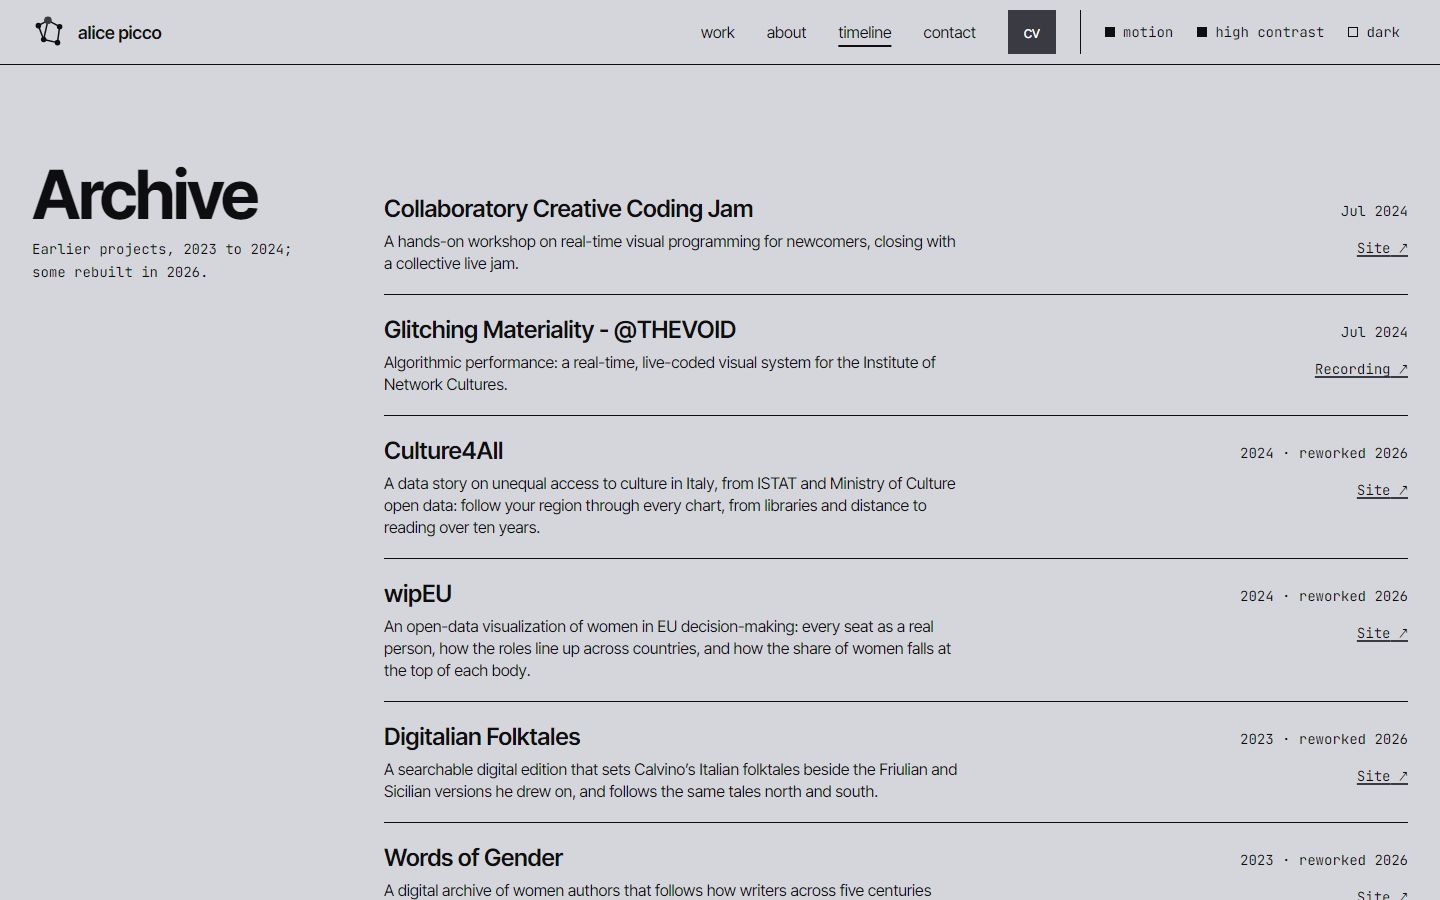 alice picco
work about timeline contact cv motion high contrast dark
Archive
Earlier projects, 2023 to 2024;
some rebuilt in 2026.
Collaboratory Creative Coding Jam
Jul 2024
A hands-on workshop on real-time visual programming for newcomers, closing with
a collective live jam.
Site ↗
Glitching Materiality - @THEVOID
Jul 2024
Algorithmic performance: a real-time, live-coded visual system for the Institute of
Network Cultures.
Recording ↗
Culture4All
2024 · reworked 2026
A data story on unequal access to culture in Italy, from ISTAT and Ministry of Culture
open data: follow your region through every chart, from libraries and distance to
reading over ten years.
Site ↗
wipEU
2024 · reworked 2026
An open-data visualization of women in EU decision-making: every seat as a real
person, how the roles line up across countries, and how the share of women falls at
the top of each body.
Site ↗
Digitalian Folktales
2023 · reworked 2026
A searchable digital edition that sets Calvino’s Italian folktales beside the Friulian and
Sicilian versions he drew on, and follows the same tales north and south.
Site ↗
Words of Gender
2023 · reworked 2026
A digital archive of women authors that follows how writers across five centuries
Site ↗